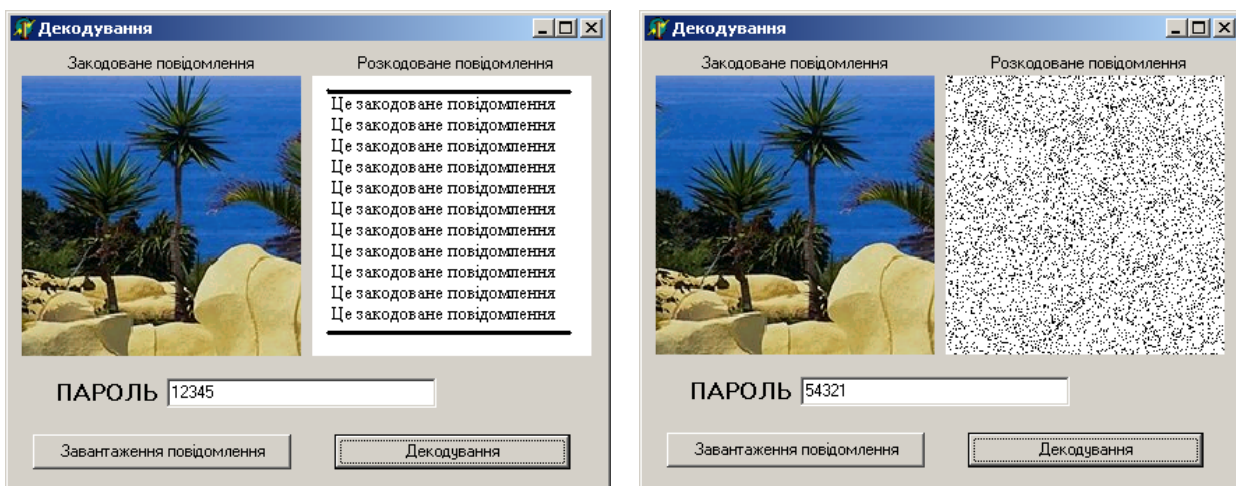 Декодування
Закодоване повідомлення
Розкодоване повідомлення
Це закодоване повідомлення
Це закодоване повідомлення
Це закодоване повідомлення
Це закодоване повідомлення
Це закодоване повідомлення
Це закодоване повідомлення
Це закодоване повідомлення
Це закодоване повідомлення
Це закодоване повідомлення
Це закодоване повідомлення
Це закодоване повідомлення
ПАРОЛЬ 12345
Завантаження повідомлення
Декодування
Декодування
Закодоване повідомлення
Розкодоване повідомлення
ПАРОЛЬ 54321
Завантаження повідомлення
Декодування